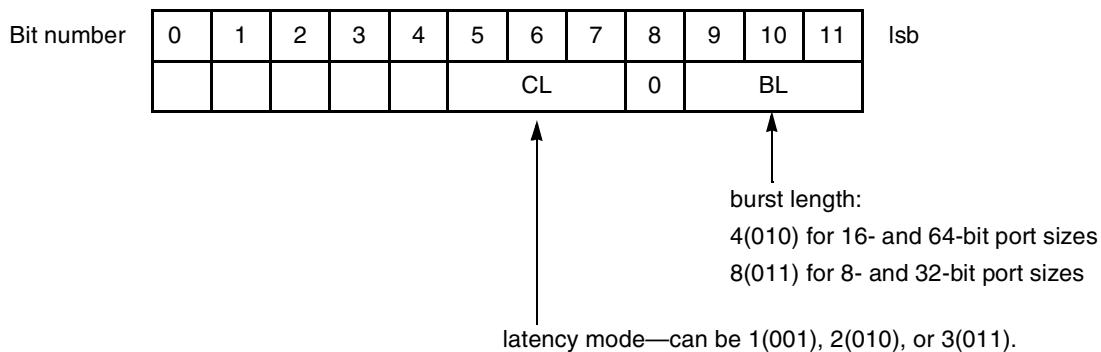 Bit number 0 1 2 3 4 5 6 7 8 9 10 11 lsb
CL 0 BL
burst length:
4(010) for 16- and 64-bit port sizes
8(011) for 8- and 32-bit port sizes
latency mode—can be 1(001), 2(010), or 3(011).